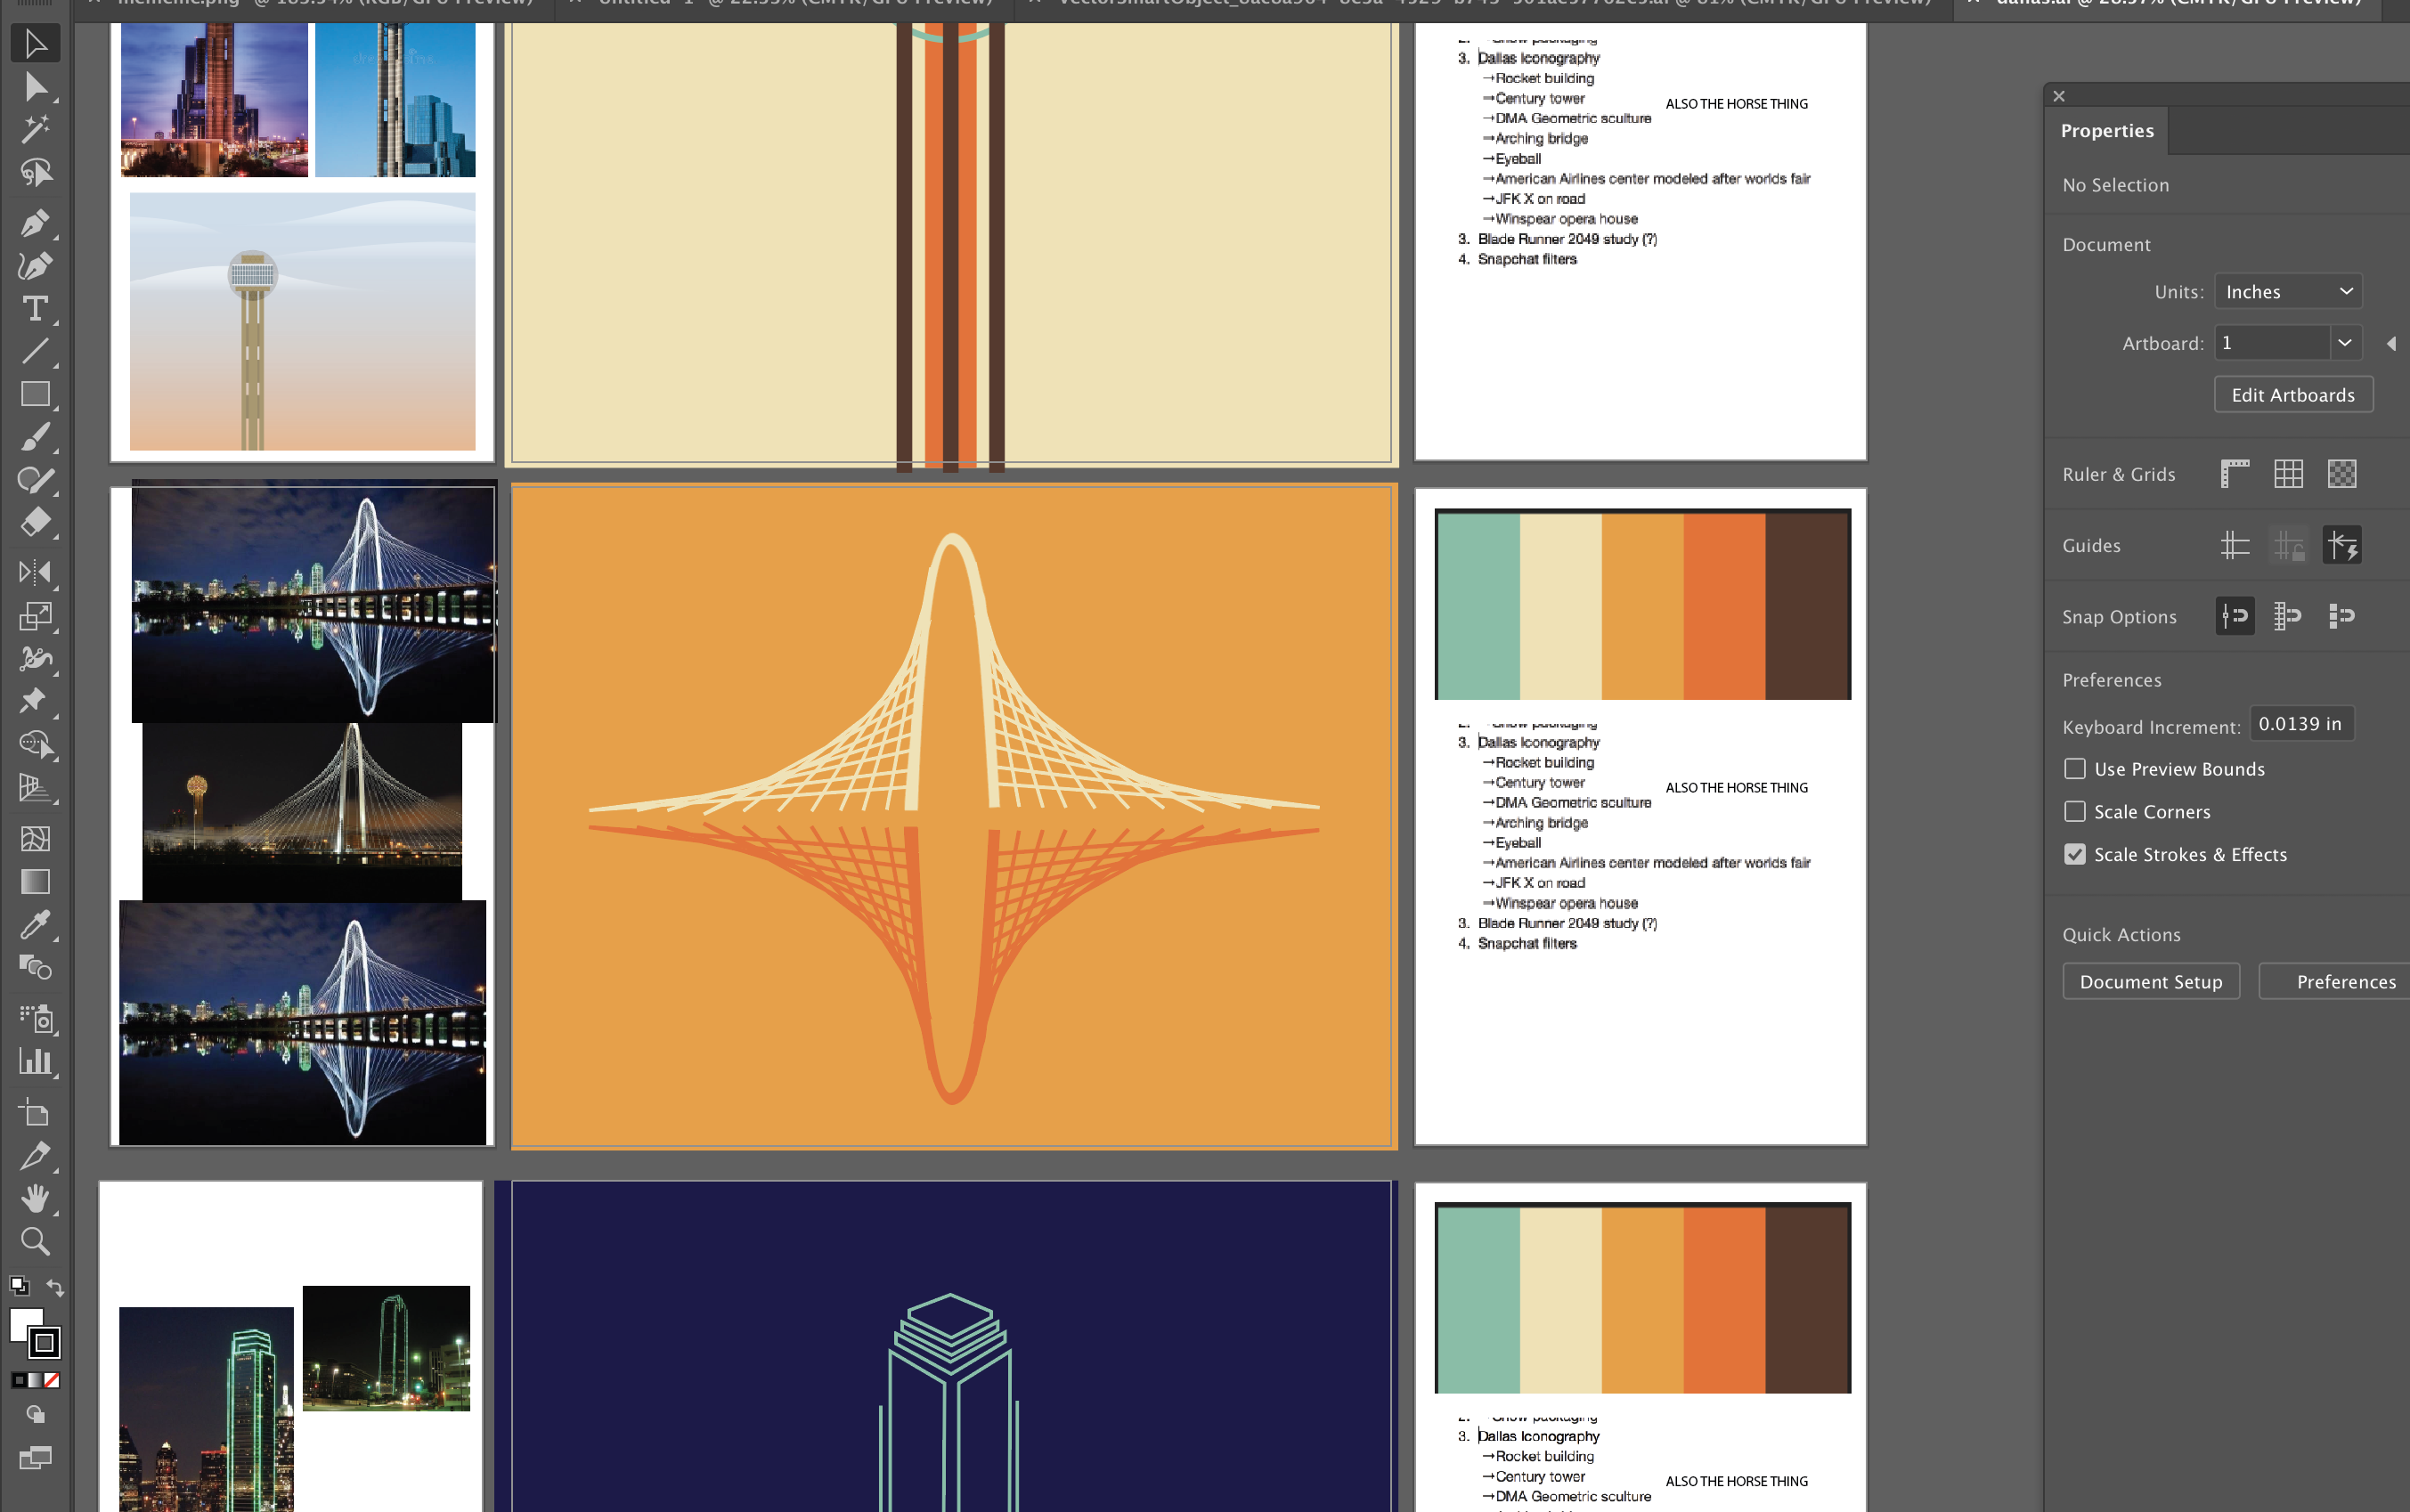 Dallas Iconography
3. Dallas Iconography
→Rocket building
→Century tower
ALSO THE HORSE THING
→DMA Geometric sculture
→Arching bridge
→Eyeball
→American Airlines center modeled after worlds fair
→JFK X on road
→Winspear opera house
3. Blade Runner 2049 study (?)
4. Snapchat filters
3. Dallas Iconography
→Rocket building
→Century tower
ALSO THE HORSE THING
→DMA Geometric sculture
→Arching bridge
→Eyeball
→American Airlines center modeled after worlds fair
→JFK X on road
→Winspear opera house
3. Blade Runner 2049 study (?)
4. Snapchat filters
3. Dallas Iconography
→Rocket building
→Century tower
ALSO THE HORSE THING
→DMA Geometric sculture
Properties
No Selection
Document
Units: Inches
Artboard: 1
Edit Artboards
Ruler & Grids
Guides
Snap Options
Preferences
Keyboard Increment: 0.0139 in
Use Preview Bounds
Scale Corners
Scale Strokes & Effects
Quick Actions
Document Setup
Preferences